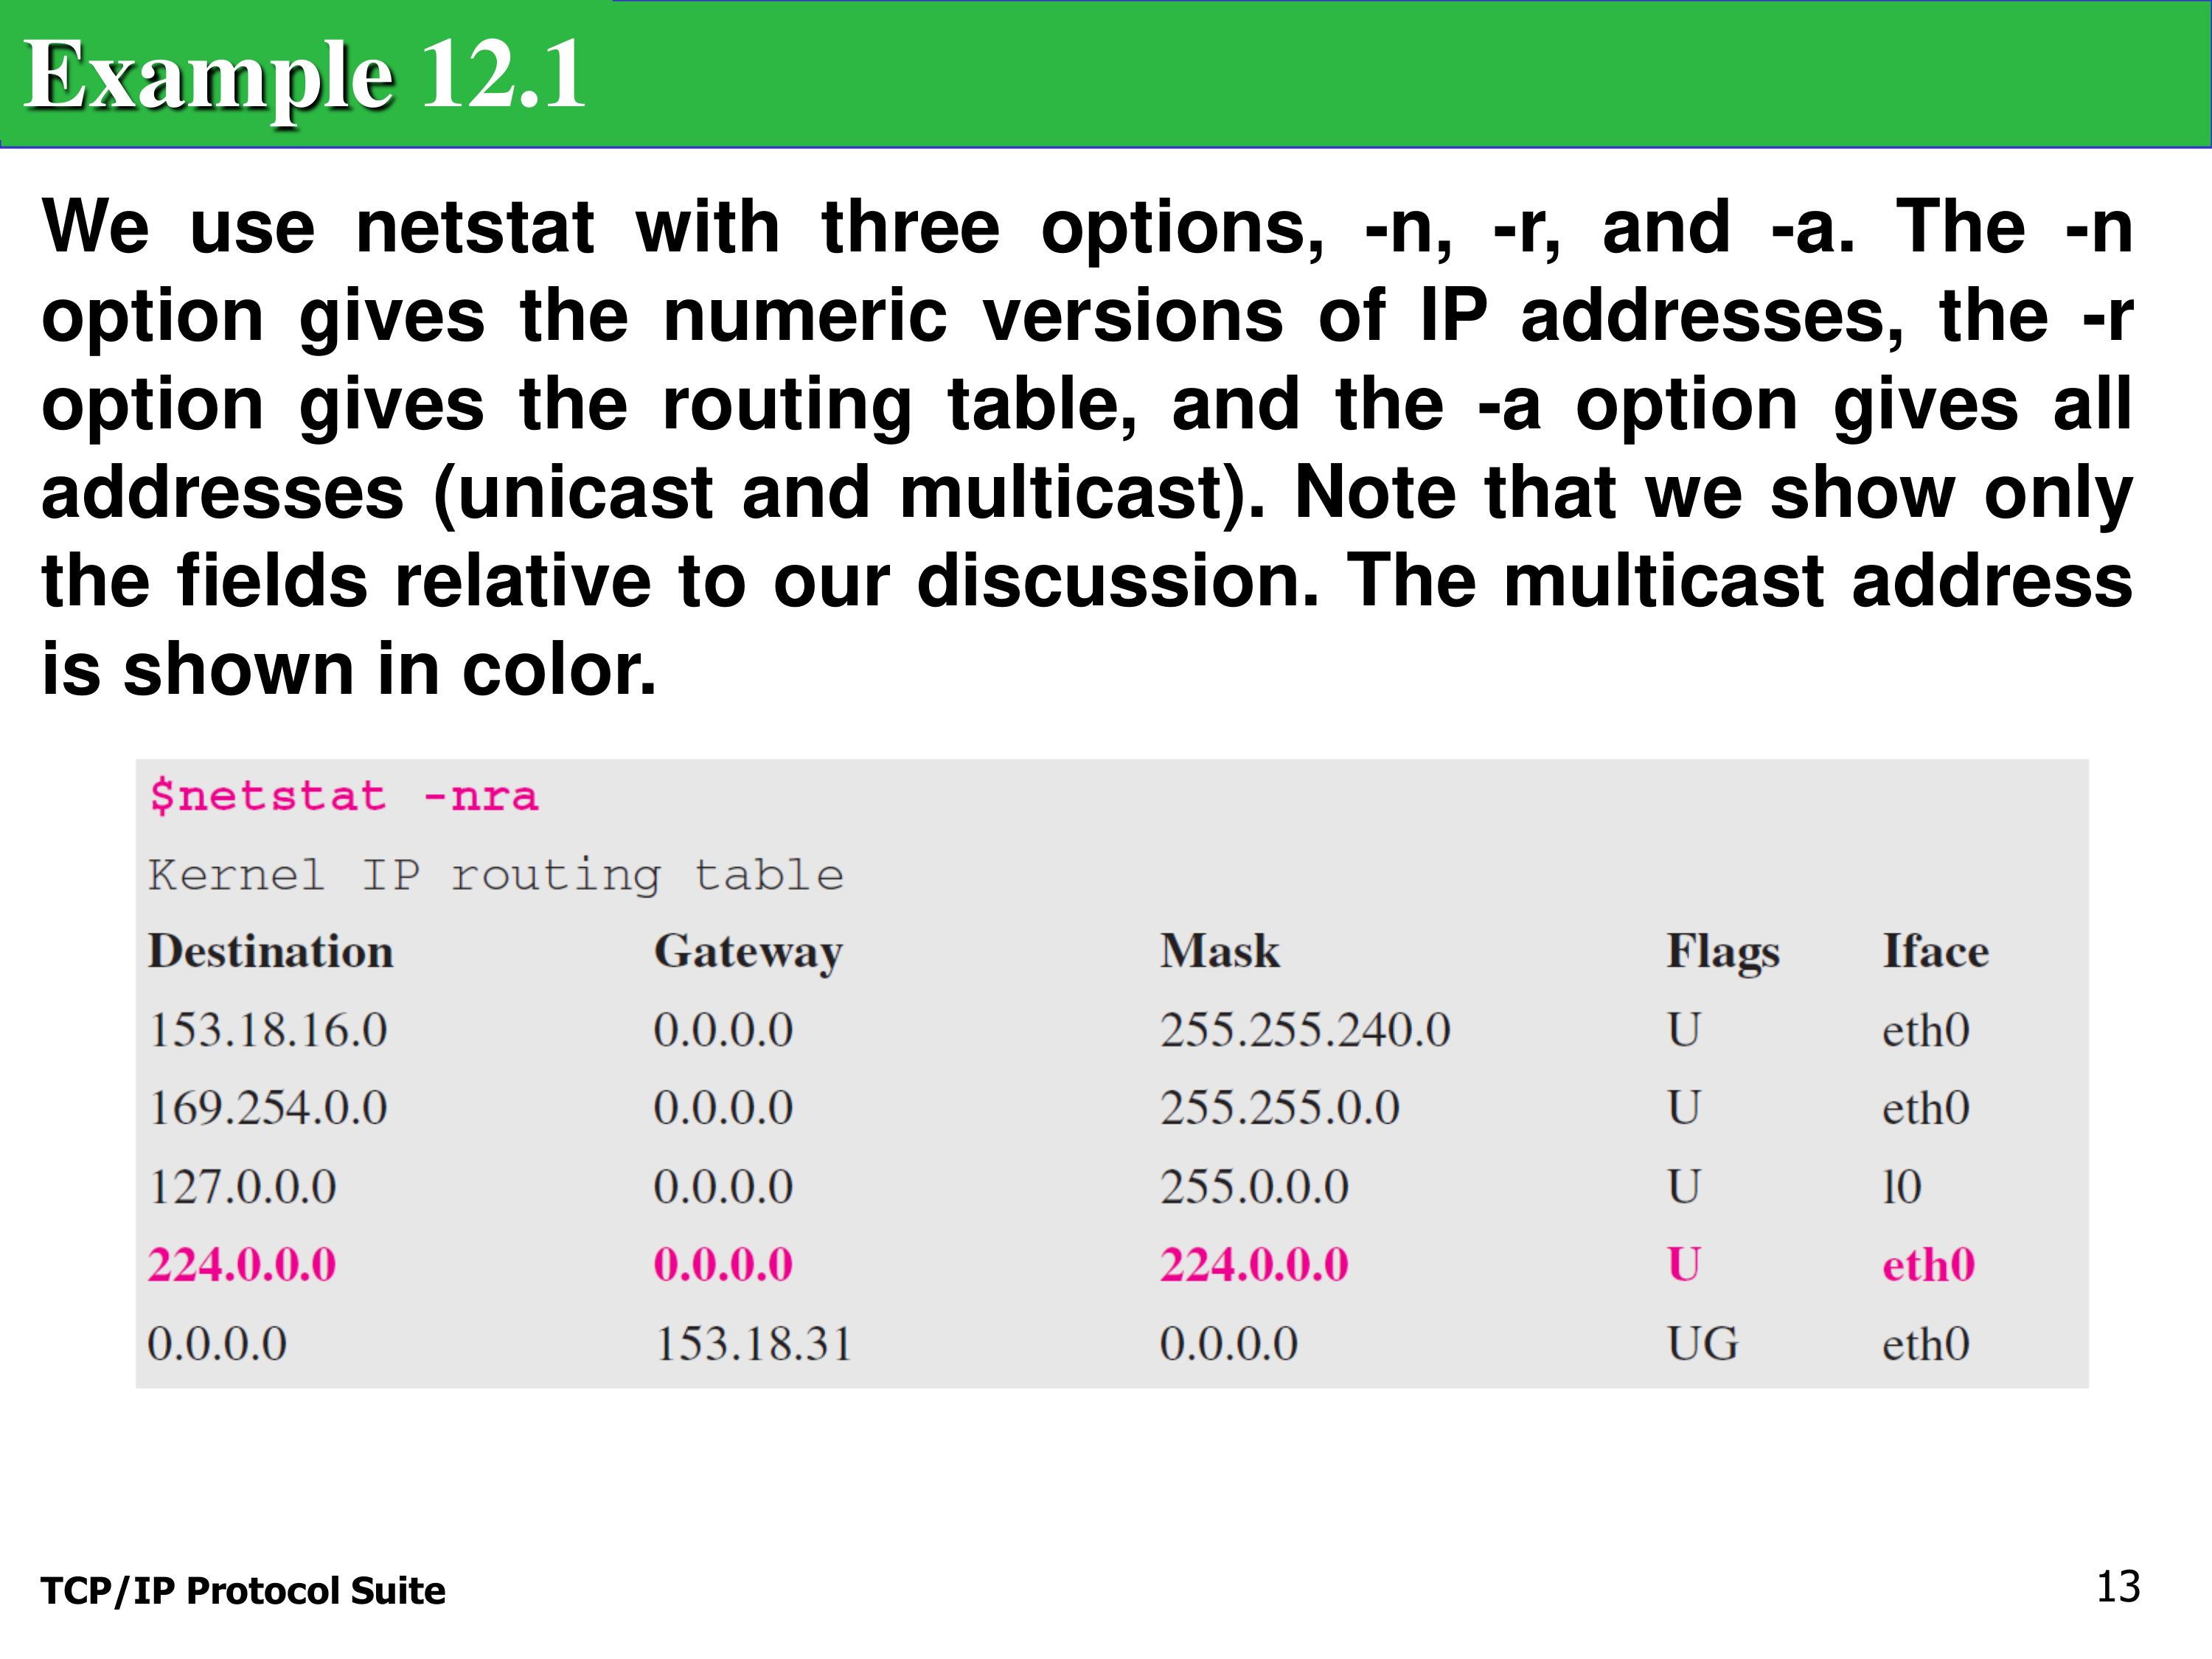 Example 12.1
We use netstat with three options, -n, -r, and -a. The -n
option gives the numeric versions of IP addresses, the -r
option gives the routing table, and the -a option gives all
addresses (unicast and multicast). Note that we show only
the fields relative to our discussion. The multicast address
is shown in color.
$netstat -nra
Kernel IP routing table
Destination Gateway Mask Flags Iface
153.18.16.0 0.0.0.0 255.255.240.0 U eth0
169.254.0.0 0.0.0.0 255.255.0.0 U eth0
127.0.0.0 0.0.0.0 255.0.0.0 U l0
224.0.0.0 0.0.0.0 224.0.0.0 U eth0
0.0.0.0 153.18.31 0.0.0.0 UG eth0
TCP/IP Protocol Suite 13